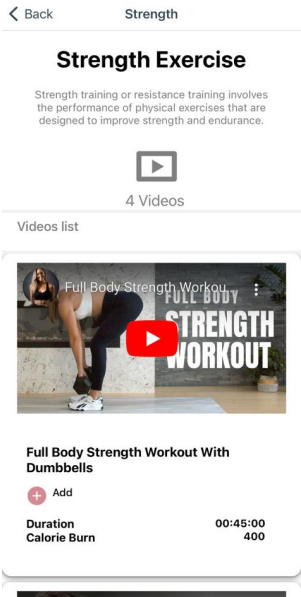 Back Strength
Strength Exercise
Strength training or resistance training involves
the performance of physical exercises that are
designed to improve strength and endurance.
4 Videos
Videos list
Full Body Strength Workou...
FULL BODY
STRENGTH
WORKOUT
Full Body Strength Workout With
Dumbbells
Add
Duration 00:45:00
Calorie Burn 400